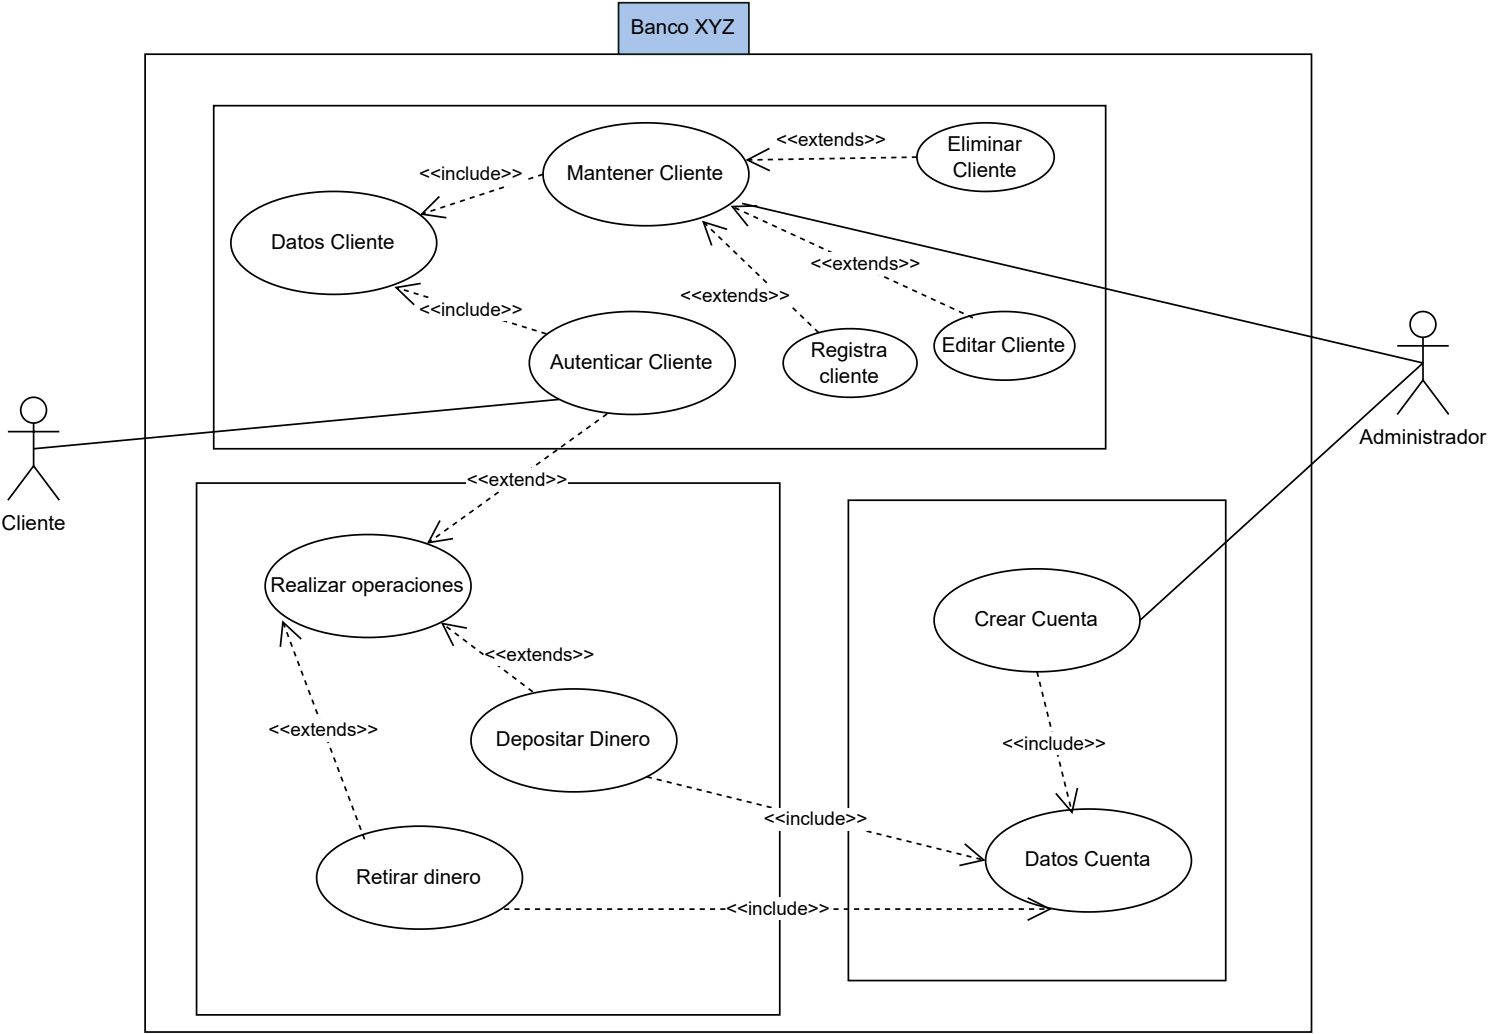 Banco XYZ
<<extends>>
Eliminar
Cliente
Mantener Cliente
<<include>>
Datos Cliente
<<extends>>
<<extends>>
<<include>>
Editar Cliente
Registra
cliente
Autenticar Cliente
Administrador
Cliente
<<extend>>
Realizar operaciones
Crear Cuenta
<<extends>>
<<extends>>
Depositar Dinero
<<include>>
<<include>>
Datos Cuenta
Retirar dinero
<<include>>